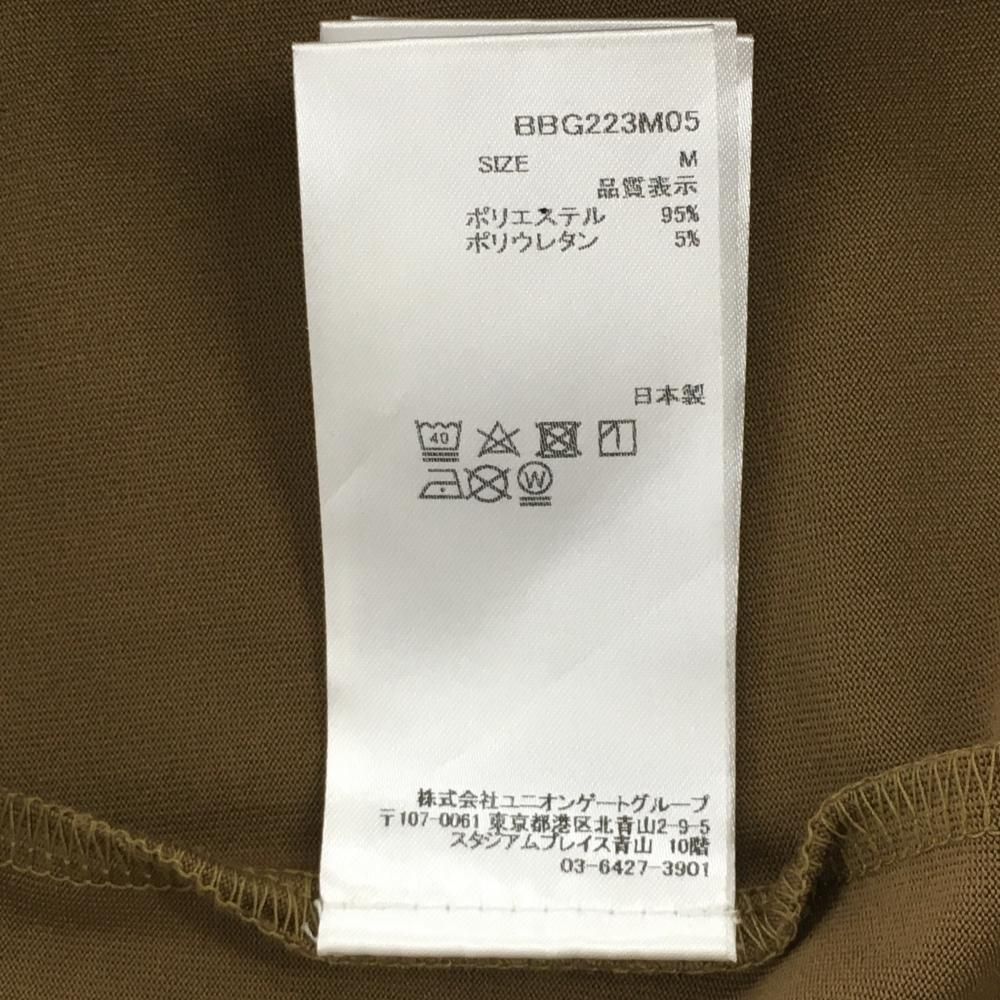 BBG223M05
SIZE M
品質表示
ポリエステル 95%
ポリウレタン 5%
日本製
40
W
株式会社ユニオンゲートグループ
〒107-0061 東京都港区北青山2-9-5
スタジアムプレイス青山 10階
03-6427-3901